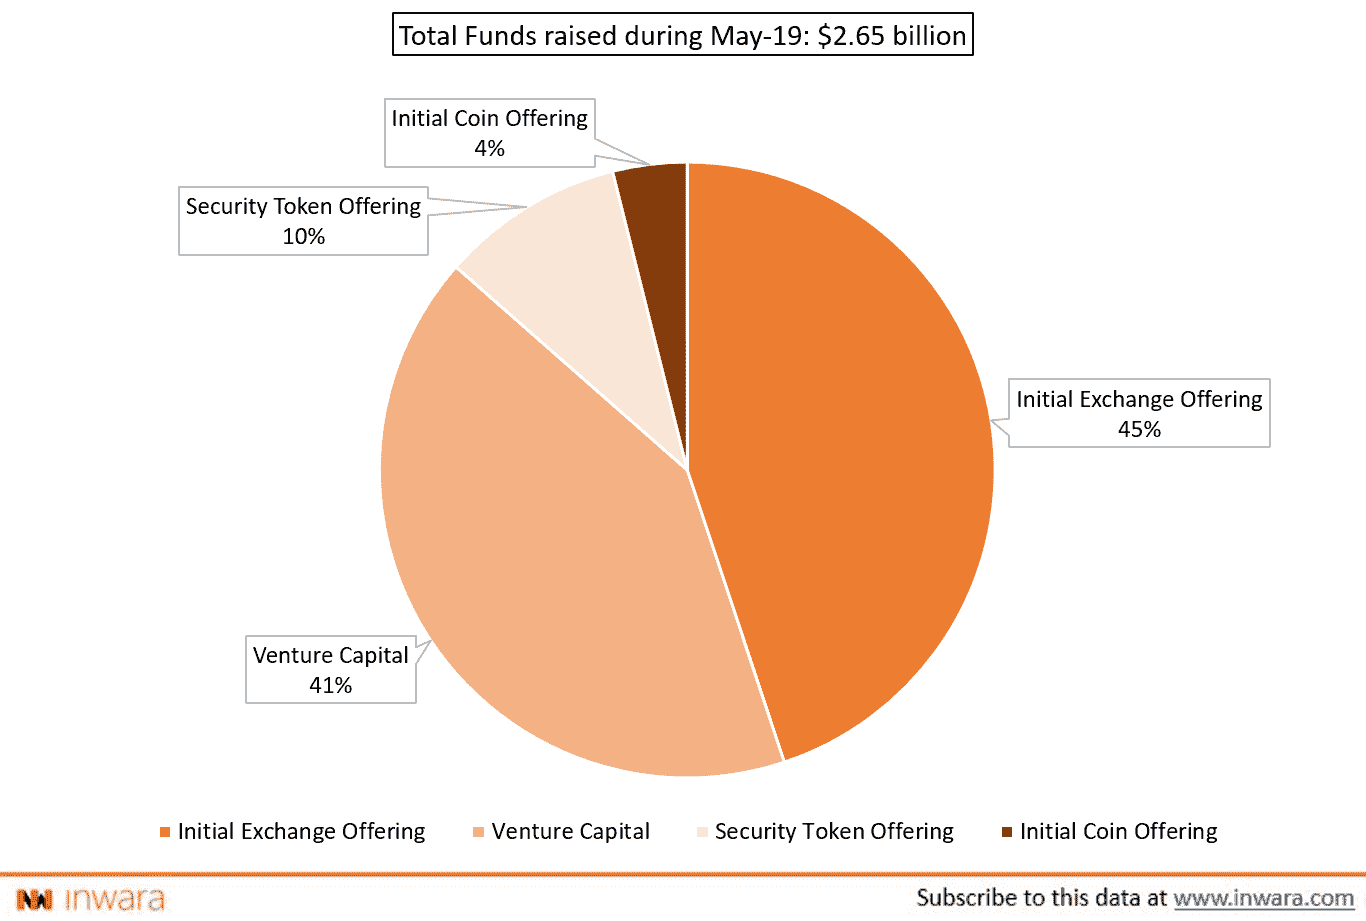 Total Funds raised during May-19: $2.65 billion
Initial Coin Offering
4%
Security Token Offering
10%
Initial Exchange Offering
45%
Venture Capital
41%
Initial Exchange Offering
Venture Capital
Security Token Offering
Initial Coin Offering
inwara
Subscribe to this data at www.inwara.com